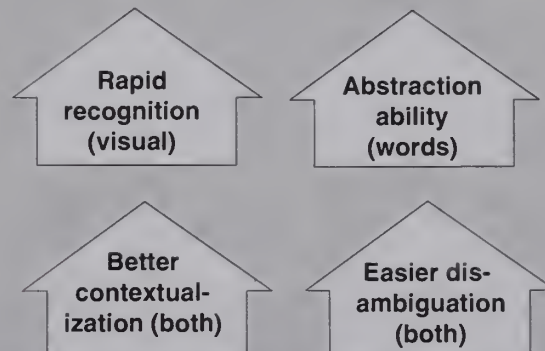 Rapid
recognition
(visual)
Abstraction
ability
(words)
Better
contextual-
ization (both)
Easier dis-
ambiguation
(both)